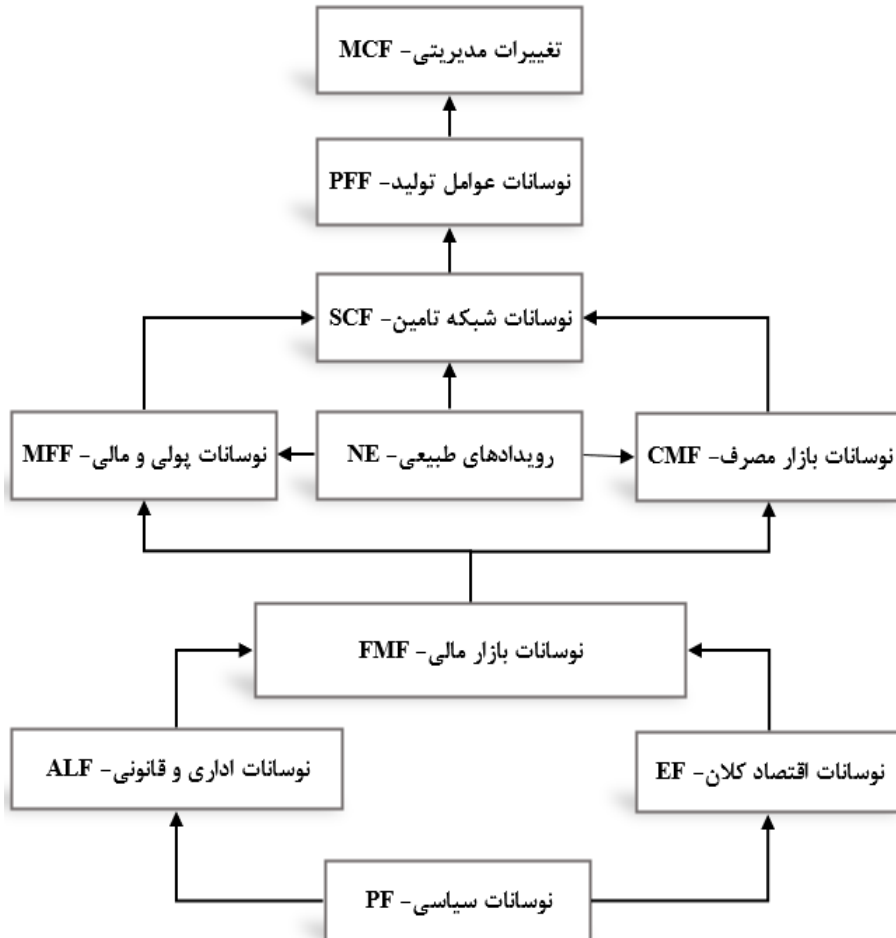 تغییرات مدیریتی- MCF
نوسانات عوامل تولید- PFF
نوسانات شبکه تامین- SCF
نوسانات بازار مصرف- CMF
رویدادهای طبیعی- NE
نوسانات پولی و مالی- MFF
نوسانات بازار مالی- FMF
نوسانات اقتصاد کلان- EF
نوسانات اداری و قانونی- ALF
نوسانات سیاسی- PF